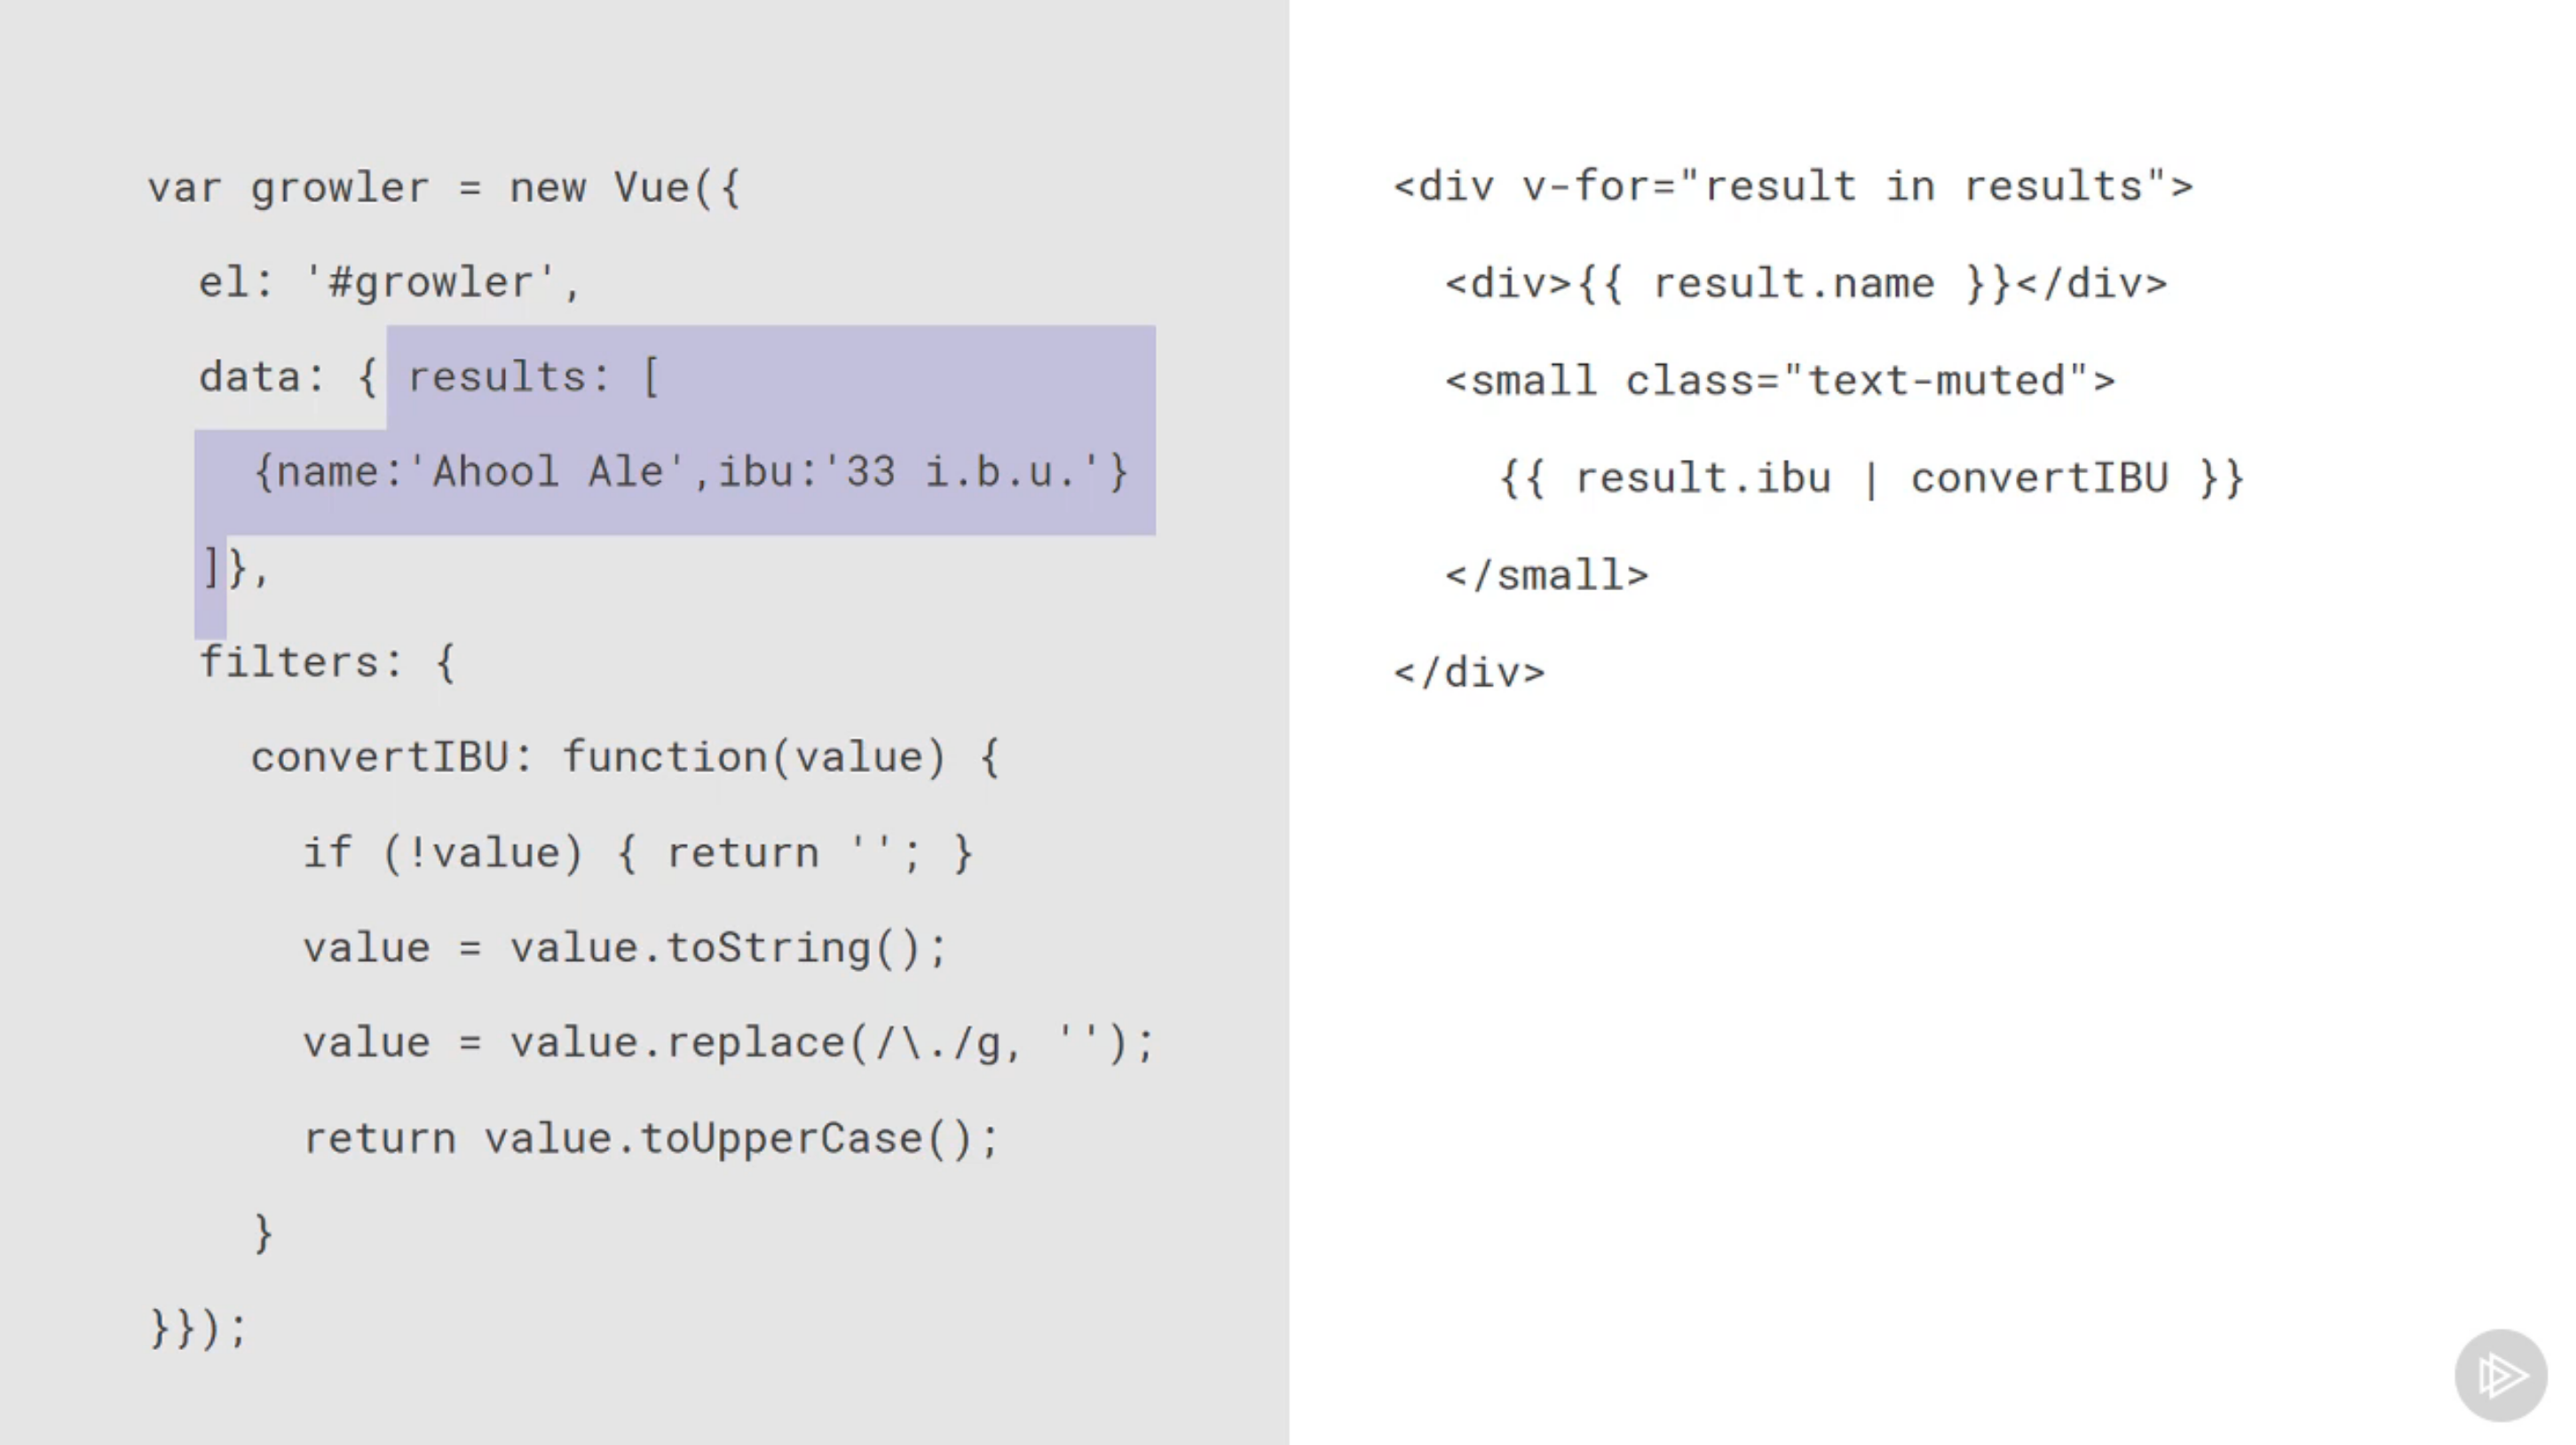 var growler = new Vue({
el: '#growler',
data: { results: [
{name:'Ahool Ale',ibu:'33 i.b.u.'}
]},
filters: {
convertIBU: function(value) {
if (!value) { return ''; }
value = value.toString();
value = value.replace(/\./g, '');
return value.toUpperCase();
}
}});
<div v-for="result in results">
<div>{{ result.name }}</div>
<small class="text-muted">
{{ result.ibu | convertIBU }}
</small>
</div>